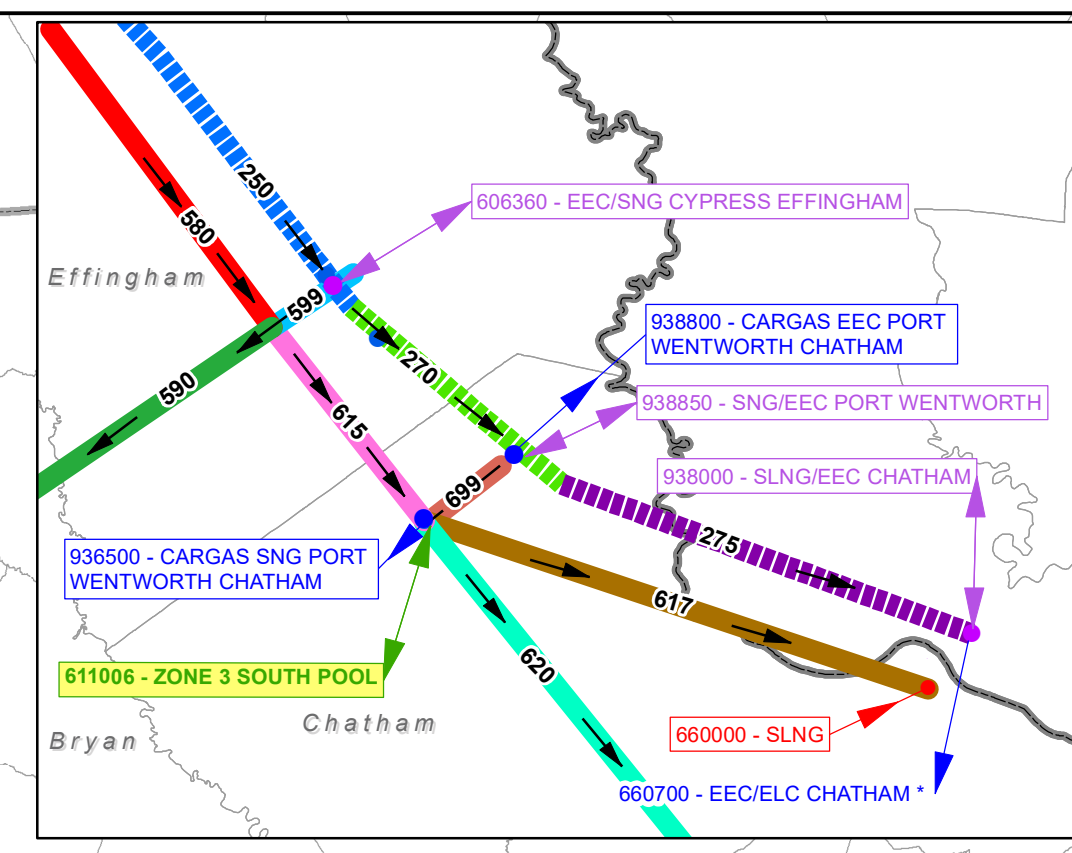 250
606360 - EEC/SNG CYPRESS EFFINGHAM
580
Effingham
599
938800 - CARGAS EEC PORT
WENTWORTH CHATHAM
270
590
938850 - SNG/EEC PORT WENTWORTH
615
938000 - SLNG/EEC CHATHAM
699
936500 - CARGAS SNG PORT
WENTWORTH CHATHAM
275
617
611006 - ZONE 3 SOUTH POOL
620
Chatham
Bryan
660000 - SLNG
660700 - EEC/ELC CHATHAM *